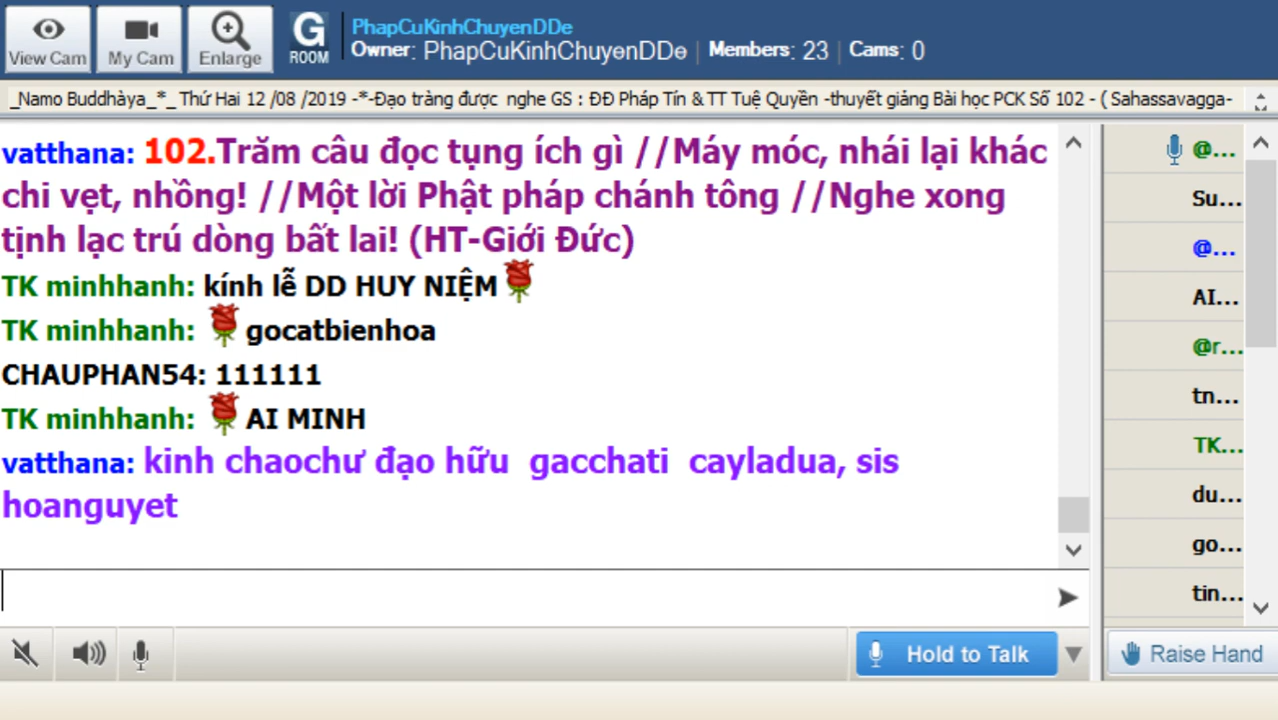 View Cam
My Cam
Enlarge
G
ROOM
PhapCuKinhChuyenDDe
Owner: PhapCuKinhChuyenDDe | Members: 23 | Cams: 0
_Namo Buddhàya_*_ Thứ Hai 12 /08 /2019 -*-Đạo tràng được nghe GS : ĐĐ Pháp Tín & TT Tuệ Quyền -thuyết giảng Bài học PCK Số 102 - ( Sahassavagga-
vatthana: 102.Trăm câu đọc tụng ích gì //Máy móc, nhái lại khác
chi vẹt, nhồng! //Một lời Phật pháp chánh tông //Nghe xong
tịnh lạc trú dòng bất lai! (HT-Giới Đức)
TK minhhanh: kính lễ DD HUY NIỆM
TK minhhanh: gocatbienhoa
CHAUPHAN54: 111111
TK minhhanh: AI MINH
vatthana: kinh chaochư đạo hữu gacchati cayladua, sis
hoanguyet
@...
Su...
@...
AI...
@r...
tn...
TK...
du...
go...
tin...
Hold to Talk
Raise Hand